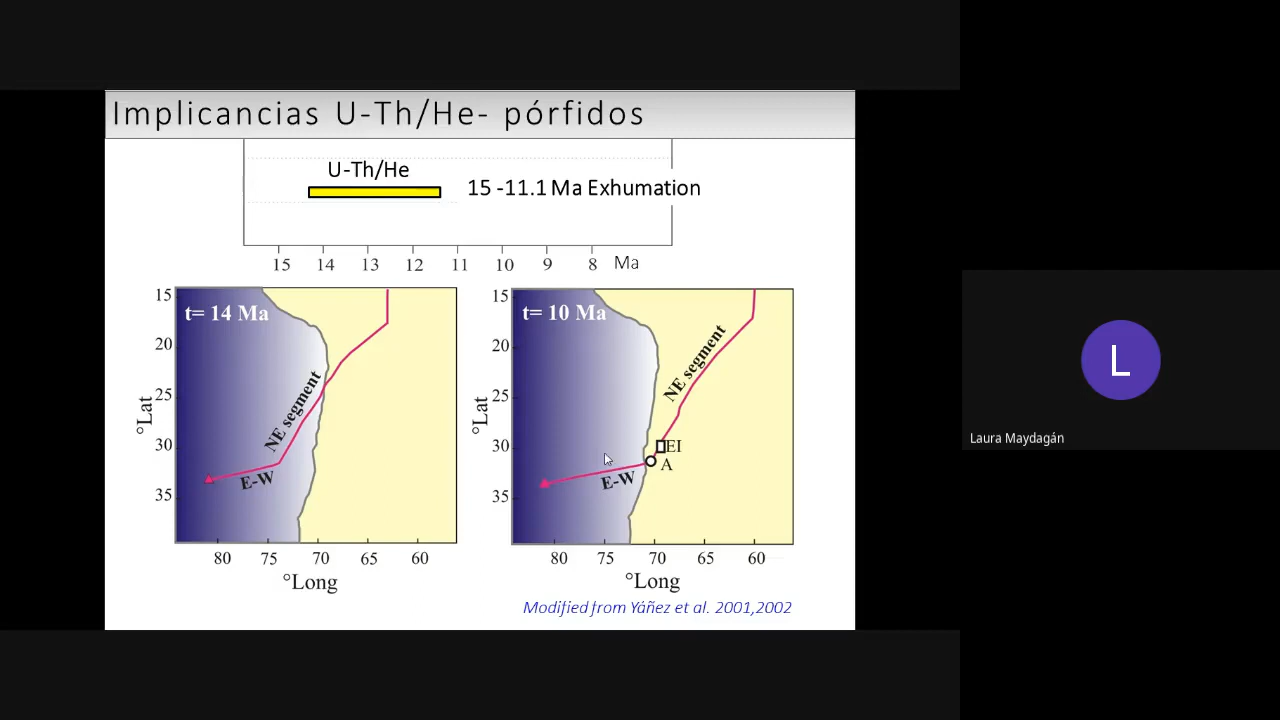 Implicancias U-Th/He- pórfidos
U-Th/He
15 -11.1 Ma Exhumation
15 14 13 12 11 10 9 8 Ma
t= 14 Ma
15
20
25
30
35
°Lat
NE segment
E-W
80 75 70 65 60
°Long
t= 10 Ma
15
20
25
30
35
°Lat
NE segment
EI
A
E-W
80 75 70 65 60
°Long
Modified from Yáñez et al. 2001,2002
L
Laura Maydagán